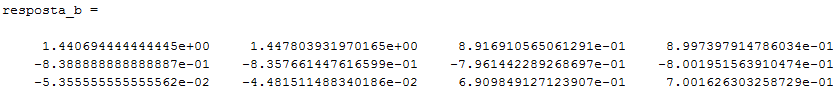 resposta_b =
1.440694444444445e+00 1.447803931970165e+00 8.916910565061291e-01 8.997397914786034e-01
-8.388888888888887e-01 -8.357661447616599e-01 -7.961442289268697e-01 -8.001951563910474e-01
-5.355555555555562e-02 -4.481511488340186e-02 6.909849127123907e-01 7.001626303258729e-01